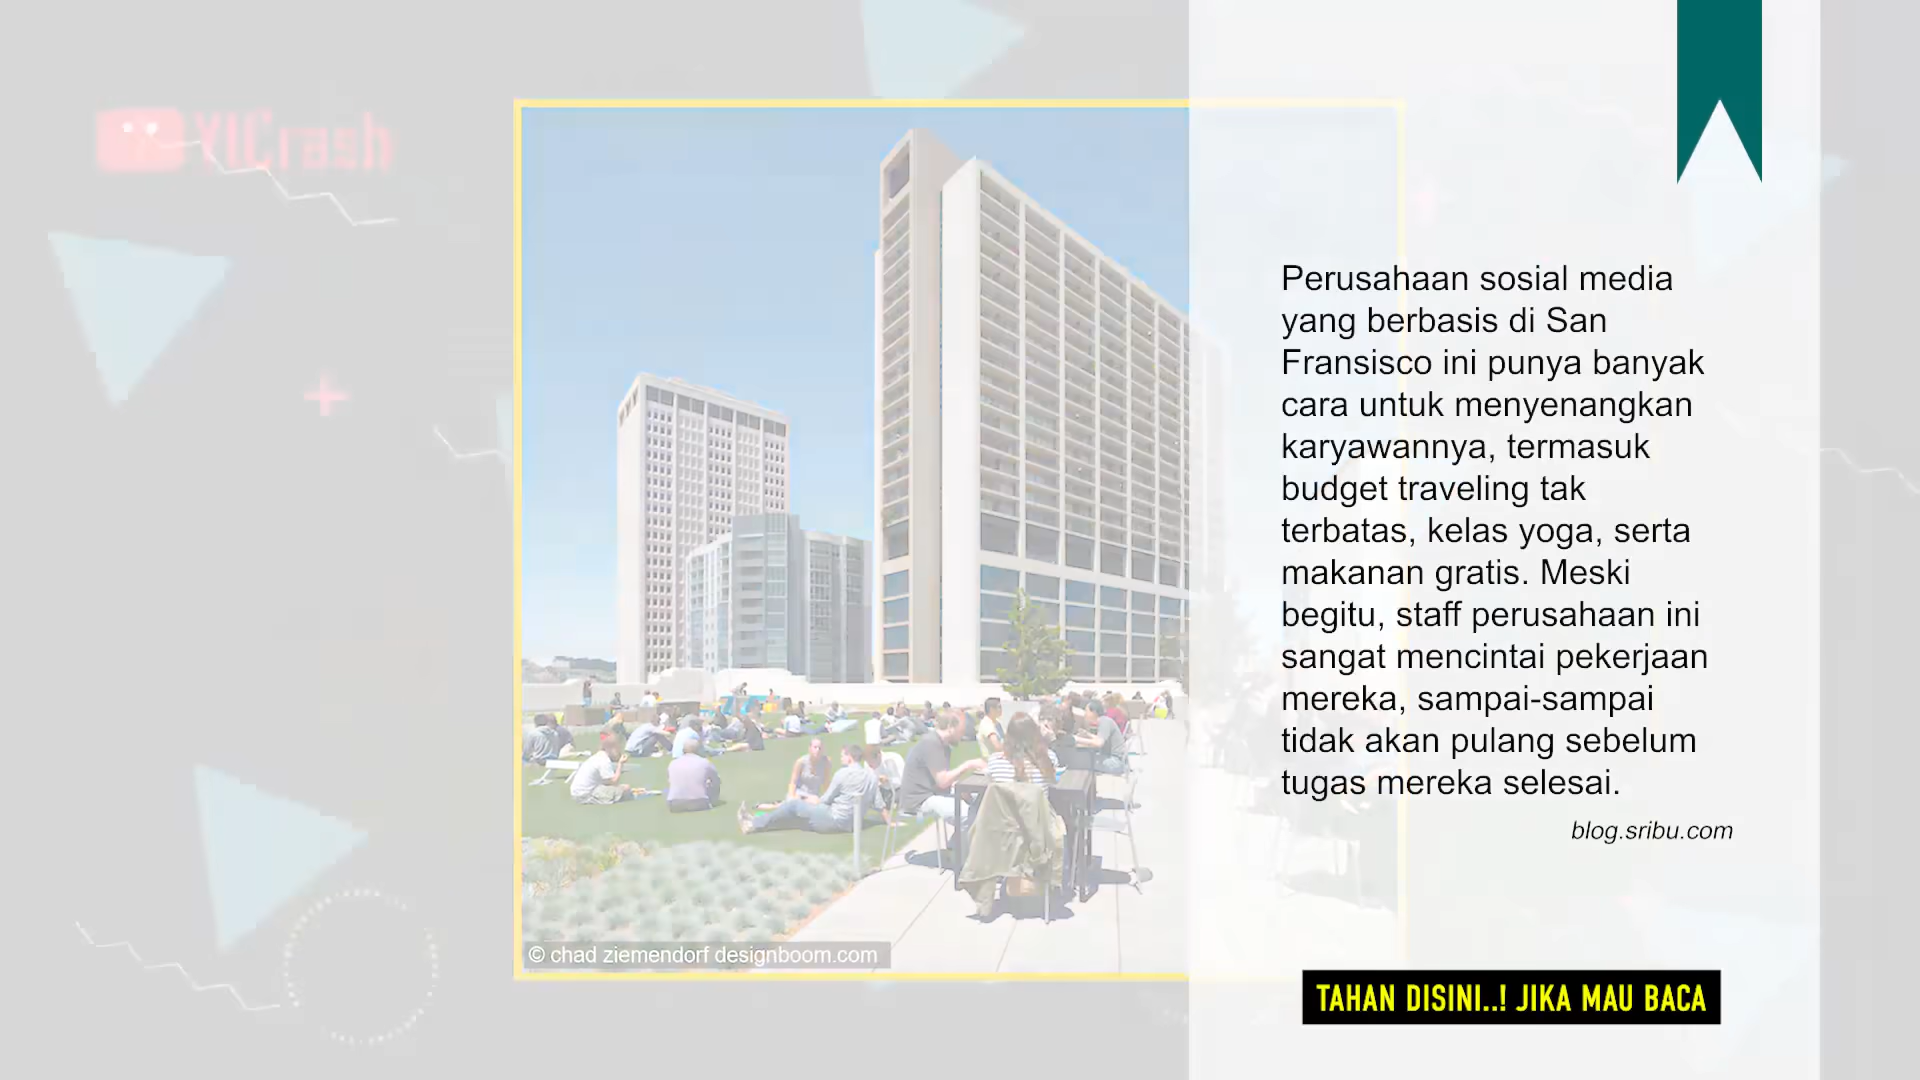 YICrash
Perusahaan sosial media
yang berbasis di San
Fransisco ini punya banyak
cara untuk menyenangkan
karyawannya, termasuk
budget traveling tak
terbatas, kelas yoga, serta
makanan gratis. Meski
begitu, staff perusahaan ini
sangat mencintai pekerjaan
mereka, sampai-sampai
tidak akan pulang sebelum
tugas mereka selesai.
blog.sribu.com
© chad ziemendorf designboom.com
TAHAN DISINI..! JIKA MAU BACA